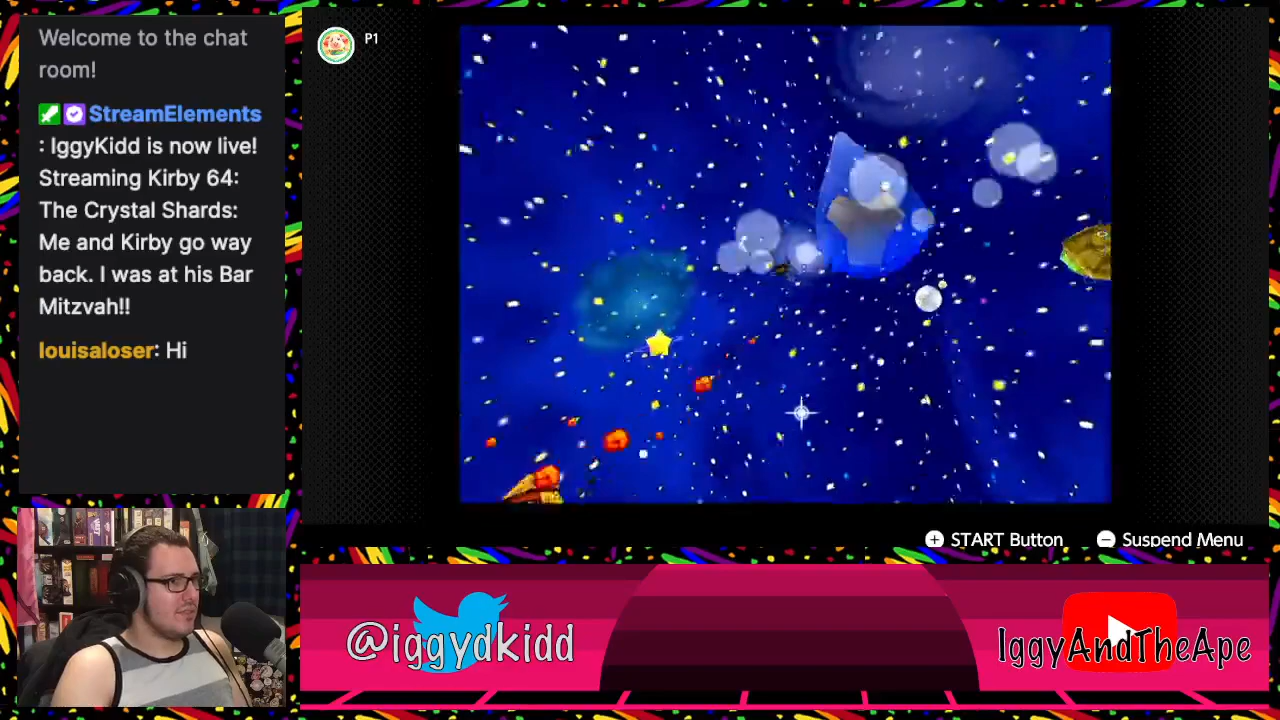 Welcome to the chat
room!
StreamElements
: IggyKidd is now live!
Streaming Kirby 64:
The Crystal Shards:
Me and Kirby go way
back. I was at his Bar
Mitzvah!!
louisaloser: Hi
P1
START Button
Suspend Menu
@iggydkidd
IggyAndTheApe